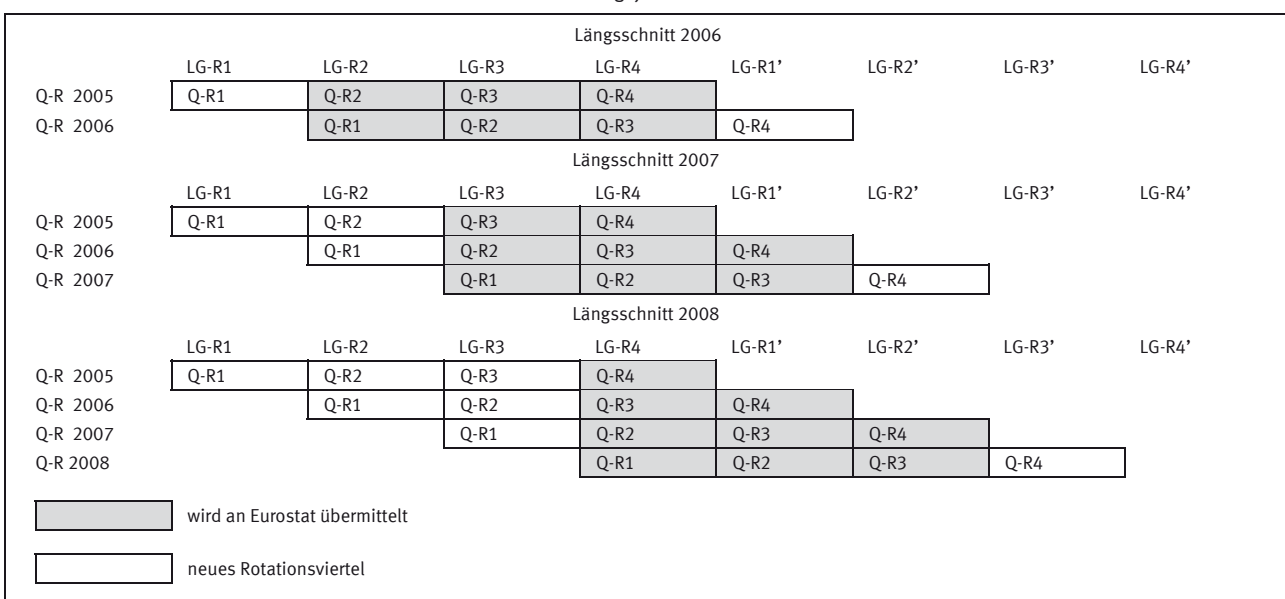 Längsschnitt 2006
LG-R1 LG-R2 LG-R3 LG-R4 LG-R1’ LG-R2’ LG-R3’ LG-R4’
Q-R 2005 Q-R1 Q-R2 Q-R3 Q-R4
Q-R 2006 Q-R1 Q-R2 Q-R3 Q-R4
Längsschnitt 2007
LG-R1 LG-R2 LG-R3 LG-R4 LG-R1’ LG-R2’ LG-R3’ LG-R4’
Q-R 2005 Q-R1 Q-R2 Q-R3 Q-R4
Q-R 2006 Q-R1 Q-R2 Q-R3 Q-R4
Q-R 2007 Q-R1 Q-R2 Q-R3 Q-R4
Längsschnitt 2008
LG-R1 LG-R2 LG-R3 LG-R4 LG-R1’ LG-R2’ LG-R3’ LG-R4’
Q-R 2005 Q-R1 Q-R2 Q-R3 Q-R4
Q-R 2006 Q-R1 Q-R2 Q-R3 Q-R4
Q-R 2007 Q-R1 Q-R2 Q-R3 Q-R4
Q-R 2008 Q-R1 Q-R2 Q-R3 Q-R4
wird an Eurostat übermittelt
neues Rotationsviertel